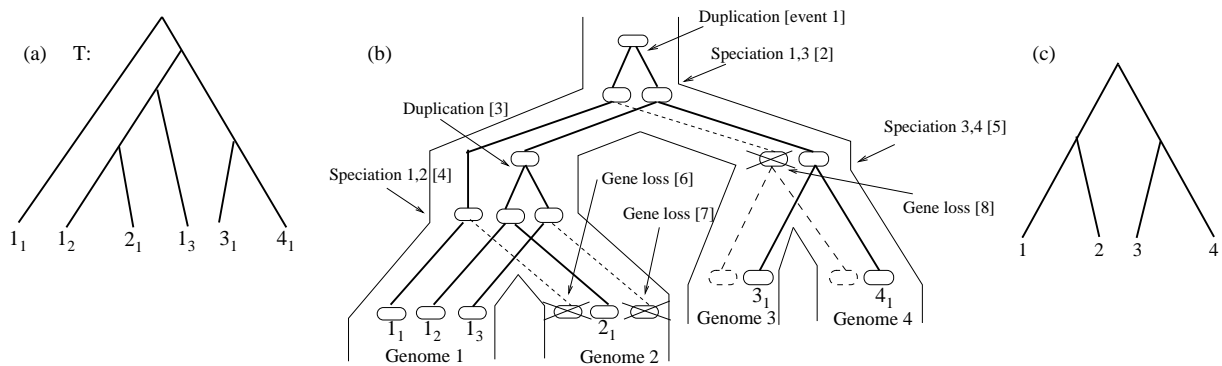 (a) T:
1₁ 1₂ 2₁ 1₃ 3₁ 4₁
(b)
Duplication [event 1]
Speciation 1,3 [2]
Duplication [3]
Speciation 3,4 [5]
Speciation 1,2 [4]
Gene loss [6]
Gene loss [7]
Gene loss [8]
3₁ 4₁
Genome 3 Genome 4
1₁ 1₂ 1₃ 2₁
Genome 1 Genome 2
(c)
1 2 3 4